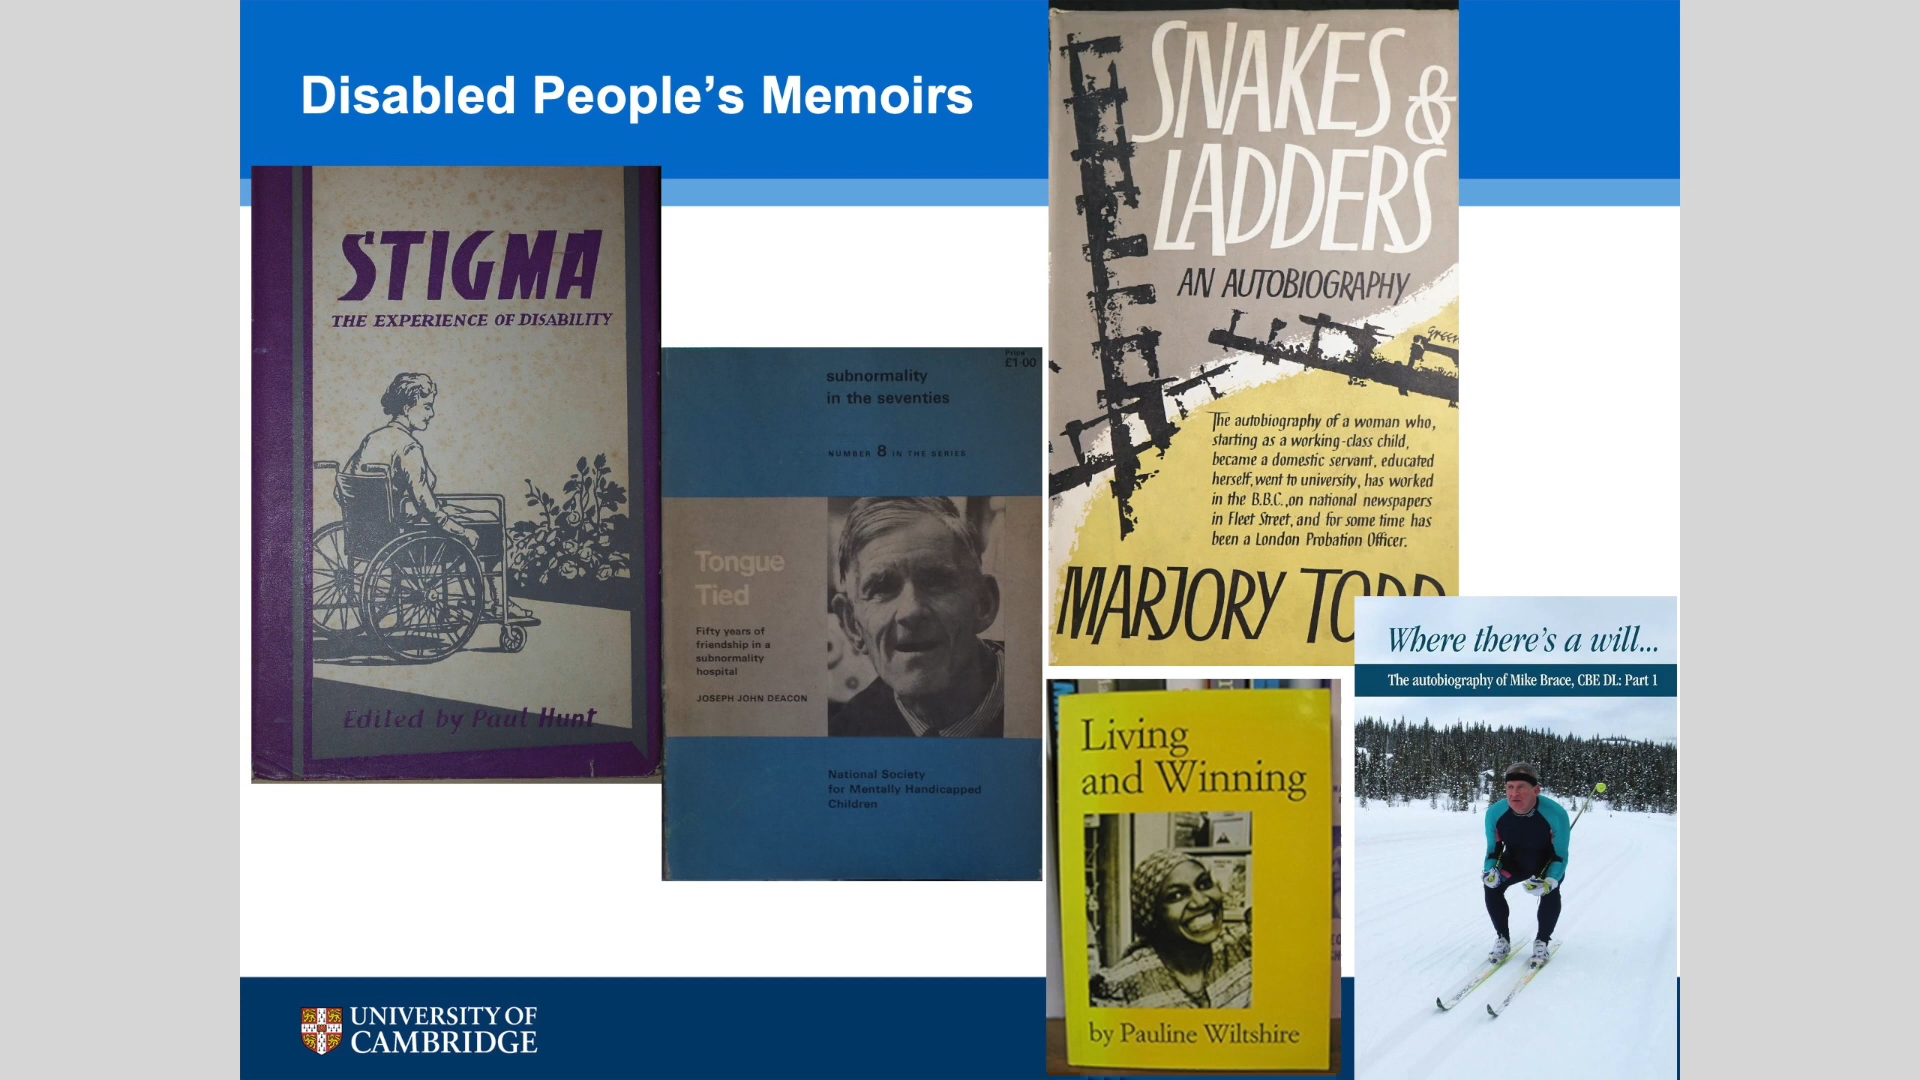 Disabled People’s Memoirs
STIGMA
THE EXPERIENCE OF DISABILITY
Edited by Paul Hunt
Price
£1·00
subnormality
in the seventies
NUMBER 8 IN THE SERIES
Tongue
Tied
Fifty years of
friendship in a
subnormality
hospital
JOSEPH JOHN DEACON
National Society
for Mentally Handicapped
Children
SNAKES &
LADDERS
AN AUTOBIOGRAPHY
The autobiography of a woman who,
starting as a working-class child,
became a domestic servant, educated
herself, went to university, has worked
in the B.B.C., on national newspapers
in Fleet Street, and for some time has
been a London Probation Officer.
MARJORY TODD
Living
and Winning
by Pauline Wiltshire
Where there’s a will...
The autobiography of Mike Brace, CBE DL: Part 1
UNIVERSITY OF
CAMBRIDGE